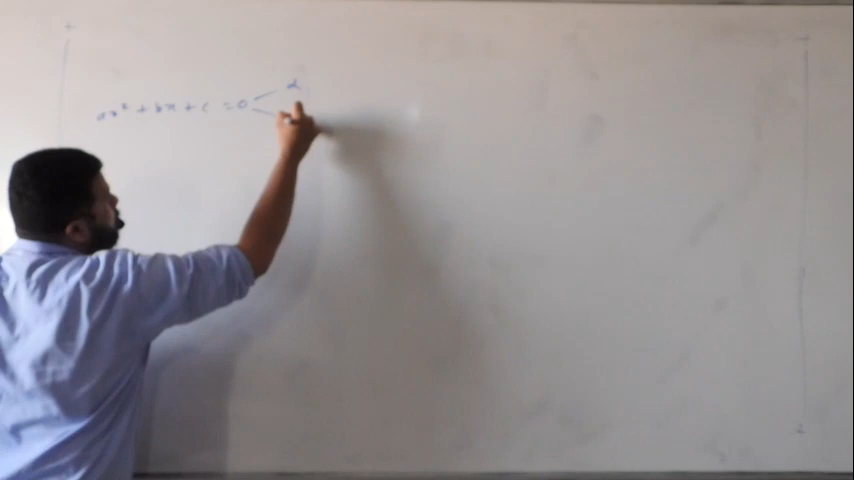 ax² + bx + c = 0 < α